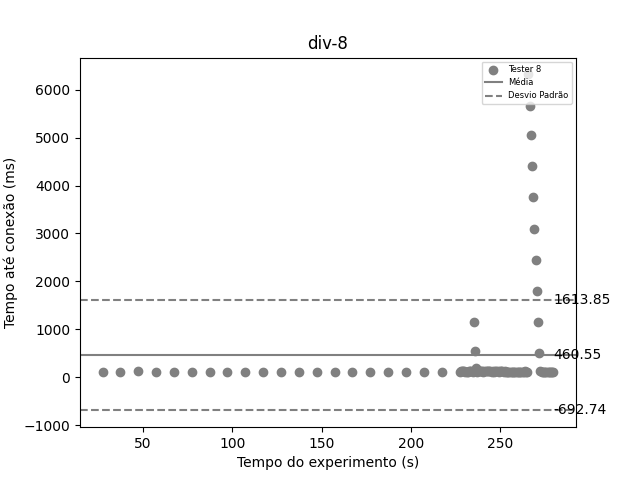 div-8
Tempo até conexão (ms)
6000
5000
4000
3000
2000
1000
0
−1000
Tester 8
Média
Desvio Padrão
1613.85
460.55
-692.74
50
100
150
200
250
Tempo do experimento (s)